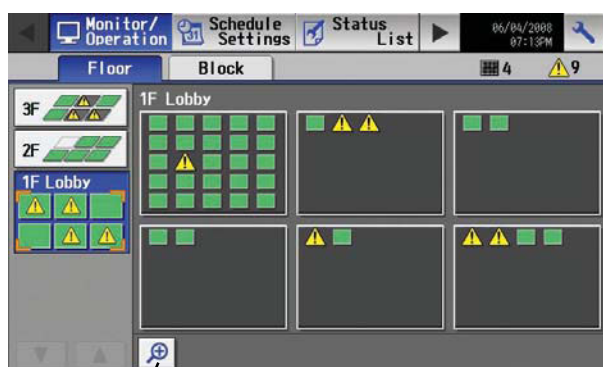 Monitor/ Operation
Schedule Settings
Status List
06/04/2008
07:13PM
Floor
Block
4
9
3F
2F
1F Lobby
1F Lobby
31